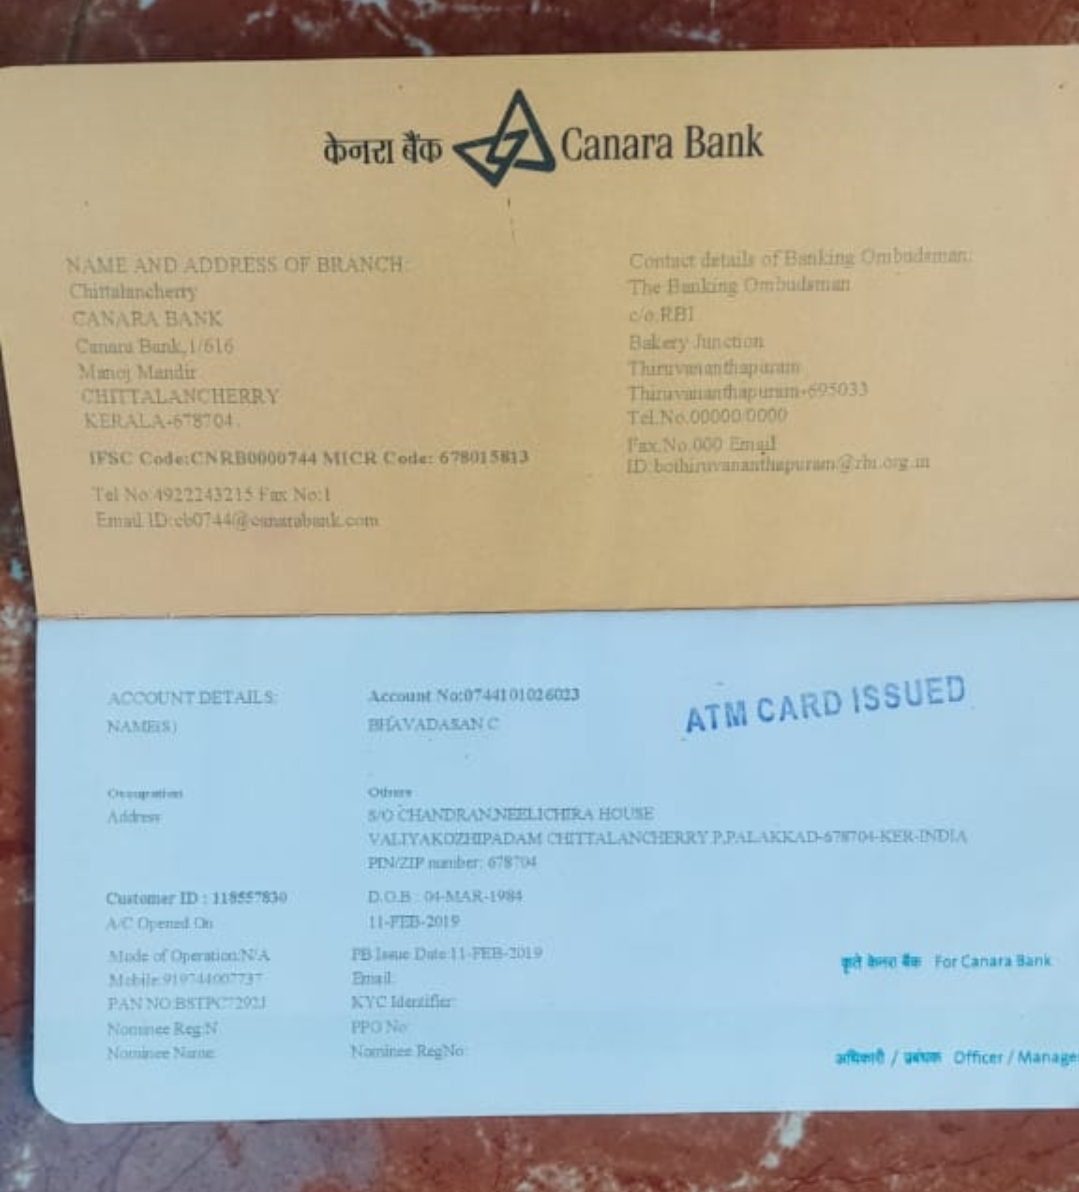 केनरा बैंक Canara Bank
NAME AND ADDRESS OF BRANCH:
Chittalancherry
CANARA BANK
Canara Bank,1/616
Manoj Mandir
CHITTALANCHERRY
KERALA-678704.
IFSC Code:CNRB0000744 MICR Code: 678015813
Tel No:4922243215 Fax No:1
Email ID:cb0744@canarabank.com
Contact details of Banking Ombudsman:
The Banking Ombudsman
c/o.RBI
Bakery Junction
Thiruvananthapuram
Thiruvananthapuram-695033
Tel.No.00000/0000
Fax.No.000 Email
ID:bothiruvananthapuram@rbi.org.in
ACCOUNT DETAILS: Account No:0744101026023
NAME(S) BHAVADASAN C
ATM CARD ISSUED
Occupation Others
Address S/O CHANDRAN,NEELICHIRA HOUSE
VALIYAKOZHIPADAM CHITTALANCHERRY P,PALAKKAD-678704-KER-INDIA
PIN/ZIP number: 678704
Customer ID : 118557830 D.O.B : 04-MAR-1984
A/C Opened On 11-FEB-2019
Mode of Operation:N/A PB Issue Date:11-FEB-2019
Mobile:919744007737 Email:
PAN NO:BSTPC7292J KYC Identifier:
Nominee Reg:N PPO No:
Nominee Name: Nominee RegNo:
कृते केनरा बैंक For Canara Bank
अधिकारी / प्रबंधक Officer / Manage